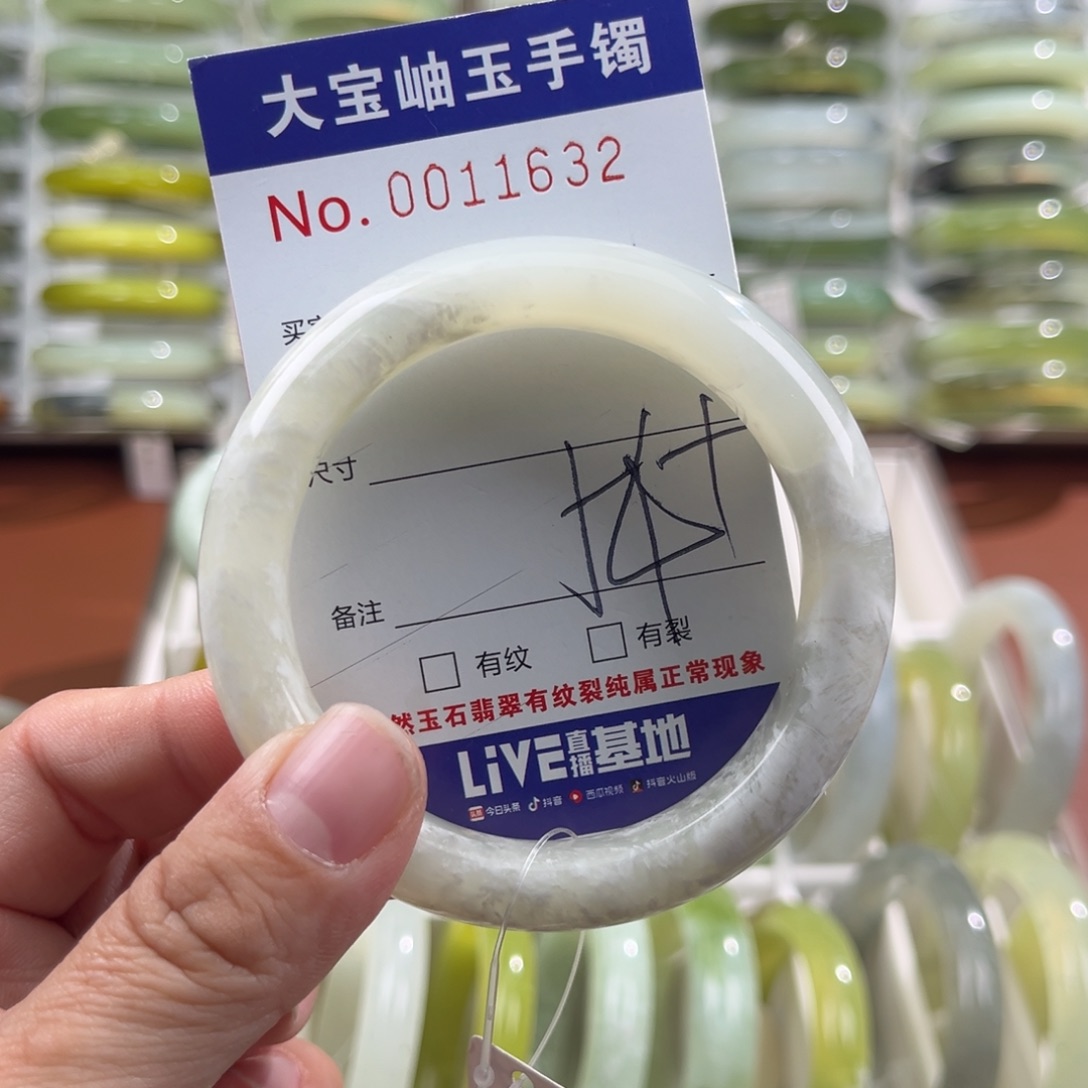 大宝岫玉手镯
No. 0011632
尺寸
备注
有纹 有裂
然玉石翡翠有纹裂纯属正常现象
LiVE直播基地
今日头条 抖音 西瓜视频 抖音火山版